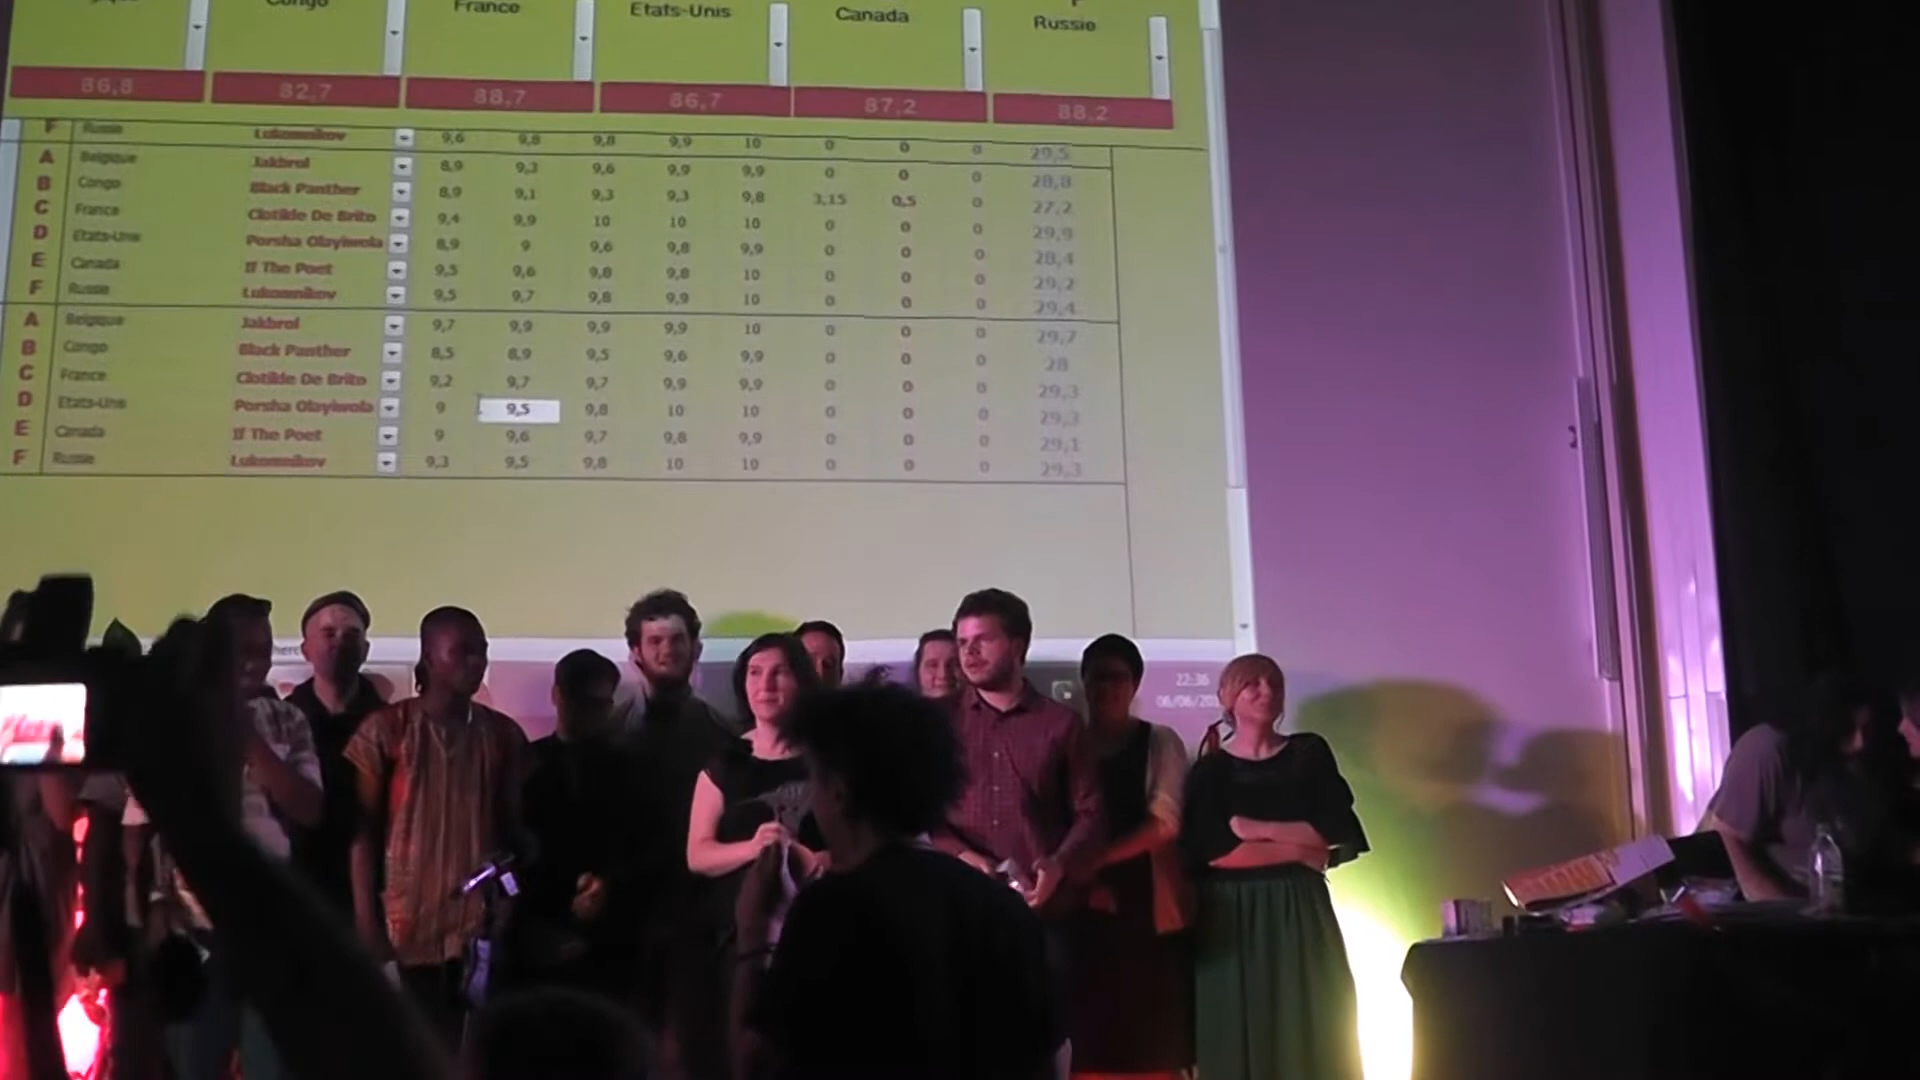 Congo France Etats-Unis Canada Russie
86,8 82,7 88,7 86,7 87,2 88,2
F Russie Lukomnikov 9,6 9,8 9,8 9,9 10 0 0 0 29,5
A Belgique Jakbrol 8,9 9,3 9,6 9,9 9,9 0 0 0 28,8
B Congo Black Panther 8,9 9,1 9,3 9,3 9,8 3,15 0,5 0 27,2
C France Clotilde De Brito 9,4 9,9 10 10 10 0 0 0 29,9
D Etats-Unis Porsha Olayiwola 8,9 9 9,6 9,8 9,9 0 0 0 28,4
E Canada If The Poet 9,5 9,6 9,8 9,8 10 0 0 0 29,2
F Russie Lukomnikov 9,5 9,7 9,8 9,9 10 0 0 0 29,4
A Belgique Jakbrol 9,7 9,9 9,9 9,9 10 0 0 0 29,7
B Congo Black Panther 8,5 8,9 9,5 9,6 9,9 0 0 0 28
C France Clotilde De Brito 9,2 9,7 9,7 9,9 9,9 0 0 0 29,3
D Etats-Unis Porsha Olayiwola 9 9,5 9,8 10 10 0 0 0 29,3
E Canada If The Poet 9 9,6 9,7 9,8 9,9 0 0 0 29,1
F Russie Lukomnikov 9,3 9,5 9,8 10 10 0 0 0 29,3
22:36